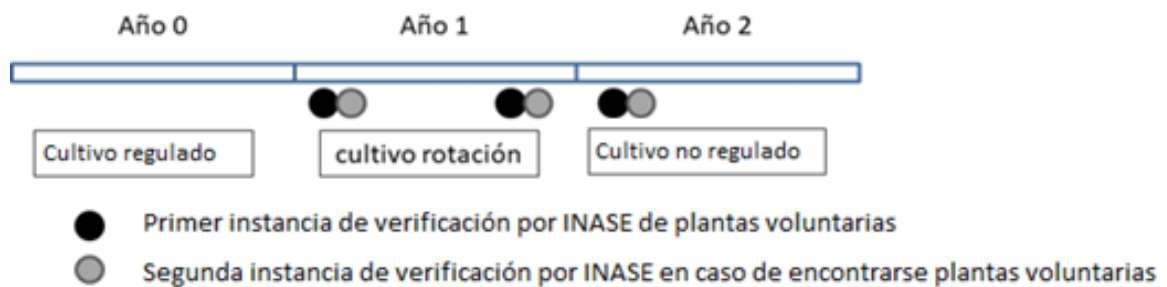 Año 0 Año 1 Año 2
Cultivo regulado cultivo rotación Cultivo no regulado
Primer instancia de verificación por INASE de plantas voluntarias
Segunda instancia de verificación por INASE en caso de encontrarse plantas voluntarias